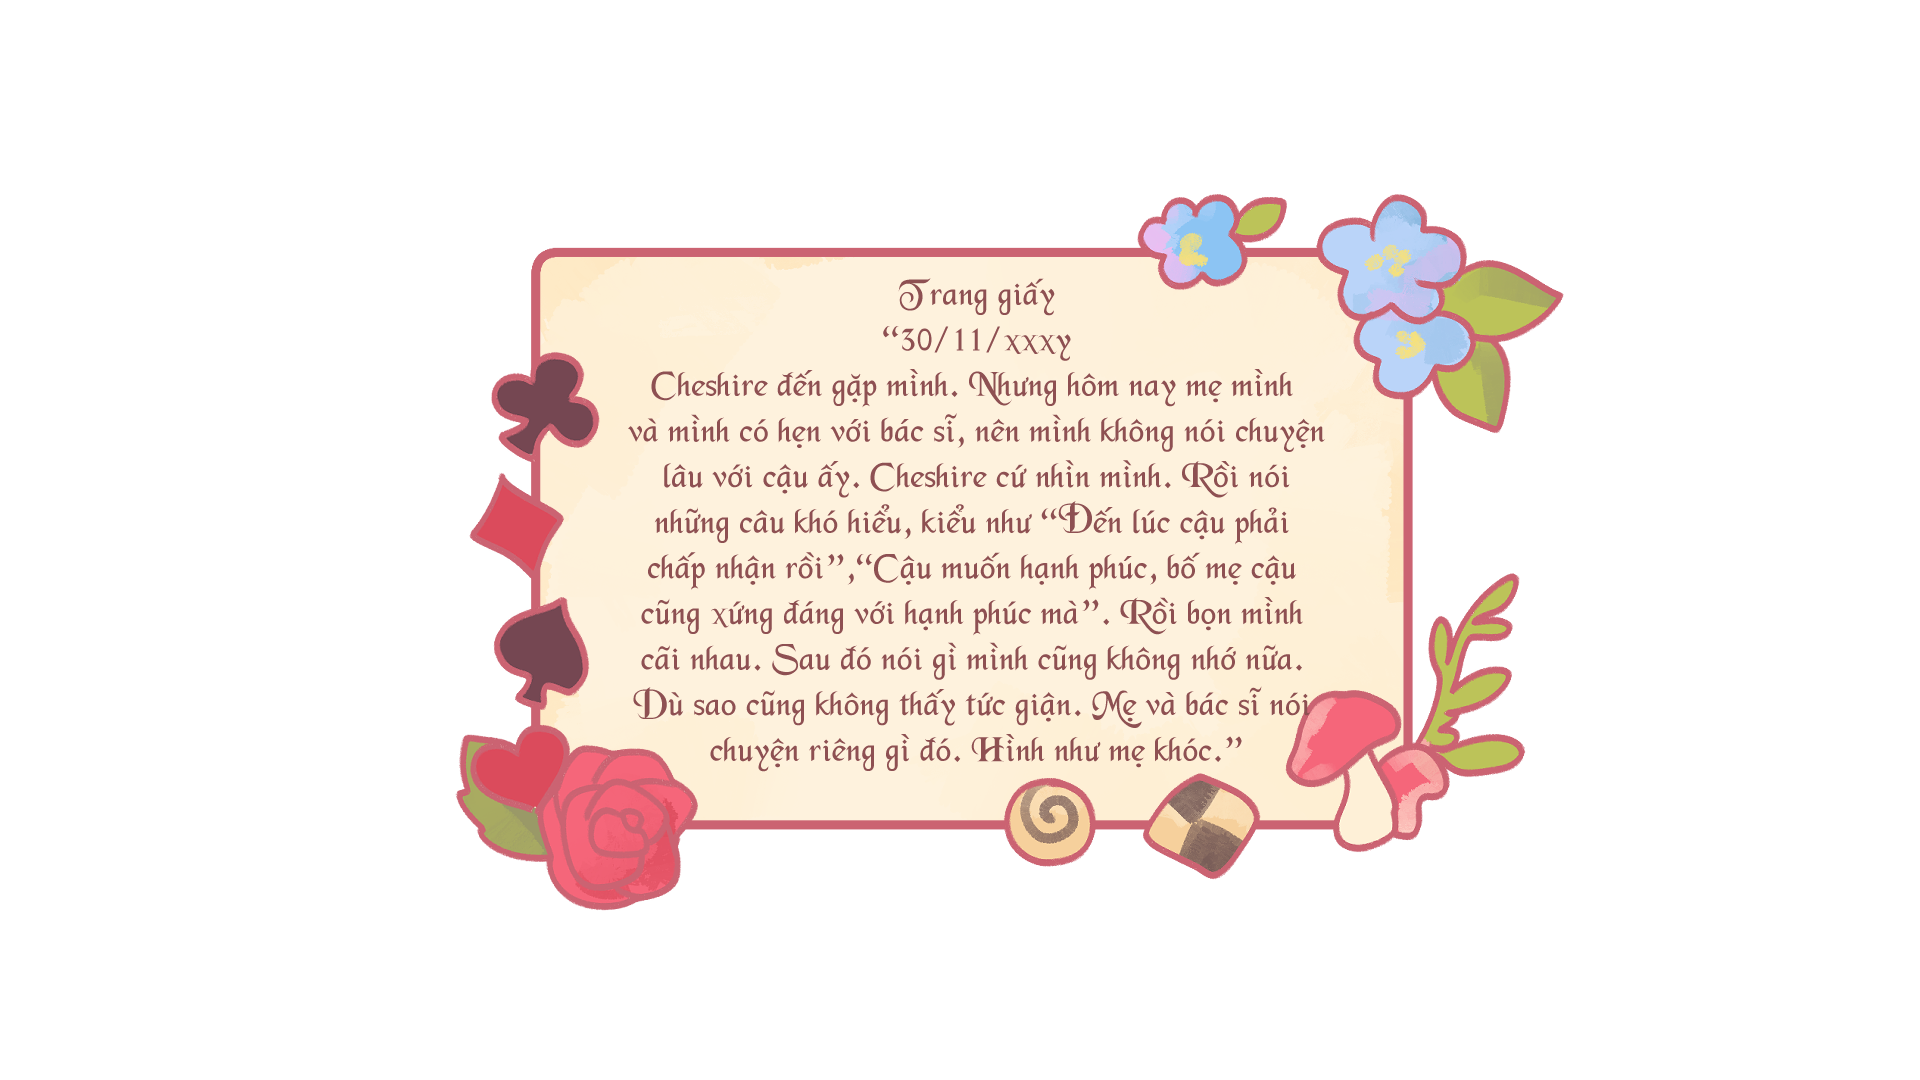 Trang giấy
“30/11/xxxy
Cheshire đến gặp mình. Nhưng hôm nay mẹ mình
và mình có hẹn với bác sĩ, nên mình không nói chuyện
lâu với cậu ấy. Cheshire cứ nhìn mình. Rồi nói
những câu khó hiểu, kiểu như “Đến lúc cậu phải
chấp nhận rồi”,“Cậu muốn hạnh phúc, bố mẹ cậu
cũng xứng đáng với hạnh phúc mà”. Rồi bọn mình
cãi nhau. Sau đó nói gì mình cũng không nhớ nữa.
Dù sao cũng không thấy tức giận. Mẹ và bác sĩ nói
chuyện riêng gì đó. Hình như mẹ khóc.”